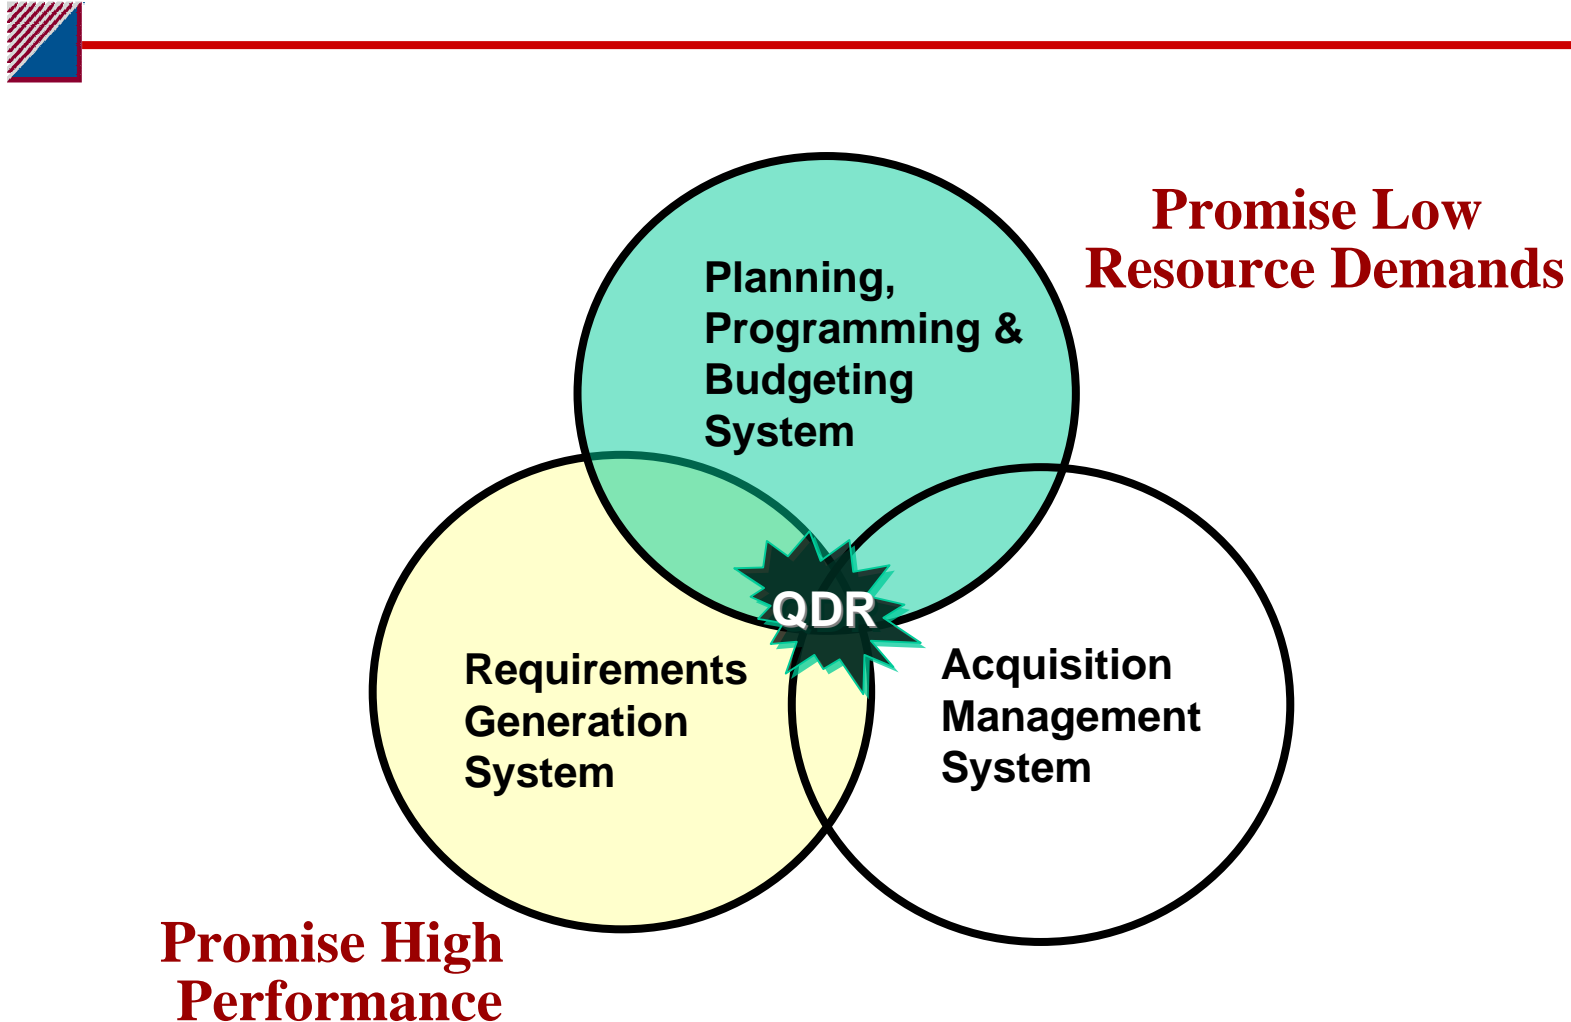 Promise Low
Resource Demands
Planning,
Programming &
Budgeting
System
QDR
Requirements
Generation
System
Acquisition
Management
System
Promise High
Performance